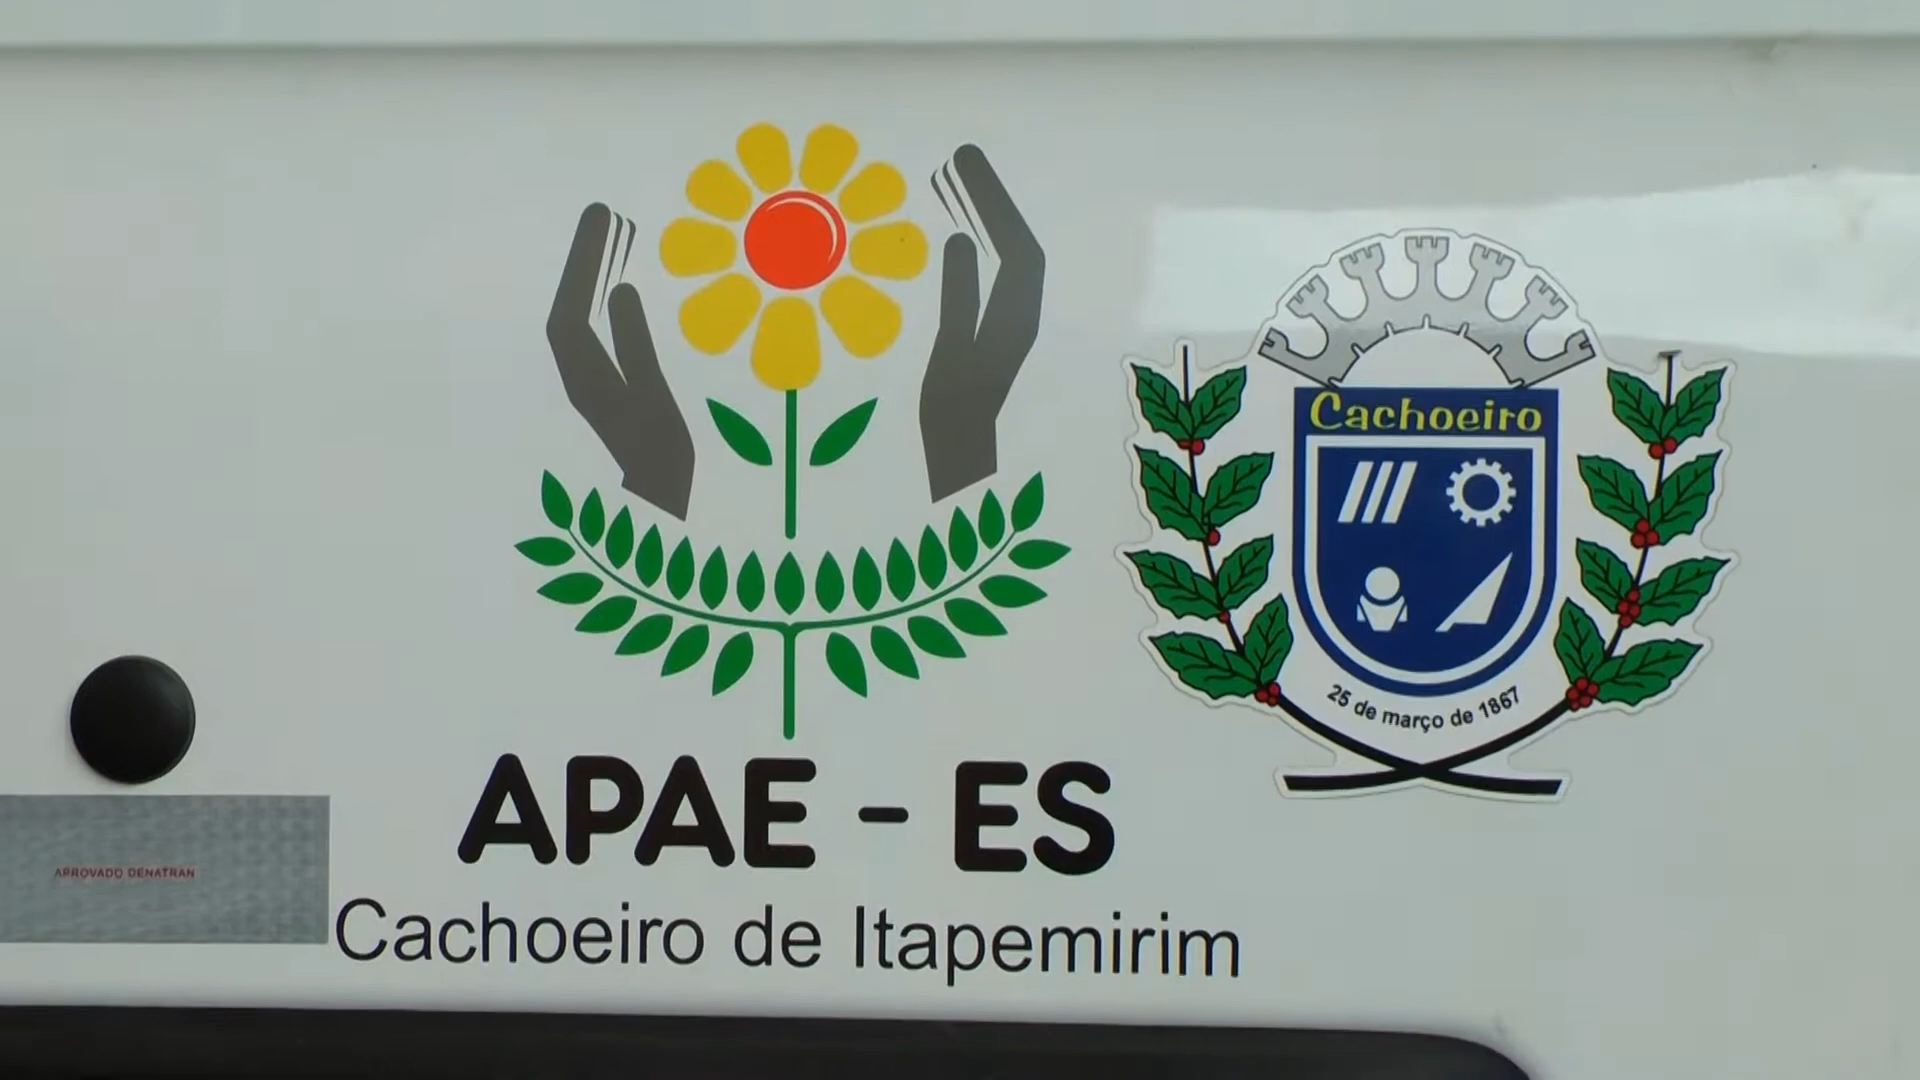 Cachoeiro
25 de março de 1867
APAE - ES
APROVADO DENATRAN
Cachoeiro de Itapemirim